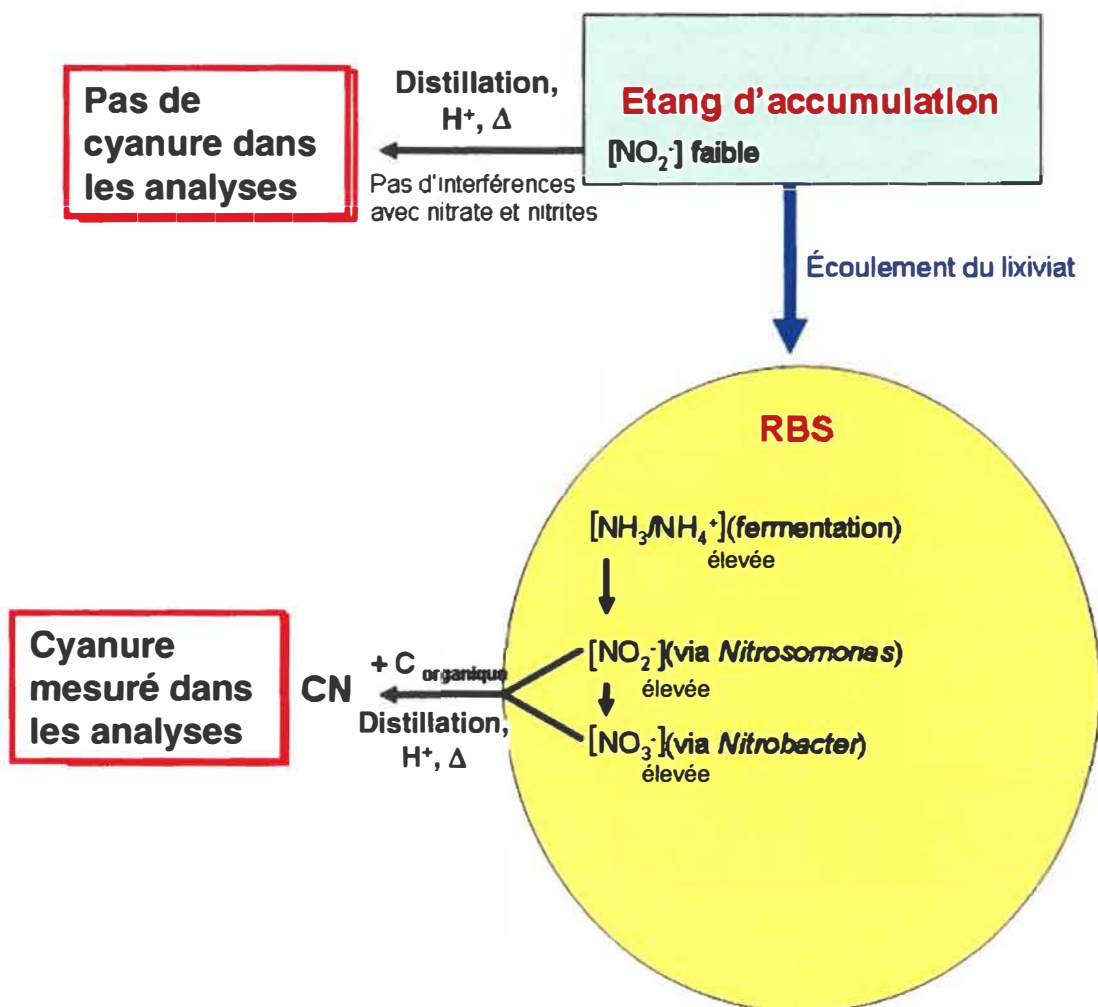 Pas de
cyanure dans
les analyses
Distillation,
H⁺, Δ
Pas d'interférences
avec nitrate et nitrites
Etang d'accumulation
[NO₂⁻] faible
Écoulement du lixiviat
RBS
[NH₃/NH₄⁺](fermentation)
élevée
[NO₂⁻](via Nitrosomonas)
élevée
[NO₃⁻](via Nitrobacter)
élevée
+ C organique
CN
Distillation,
H⁺, Δ
Cyanure
mesuré dans
les analyses